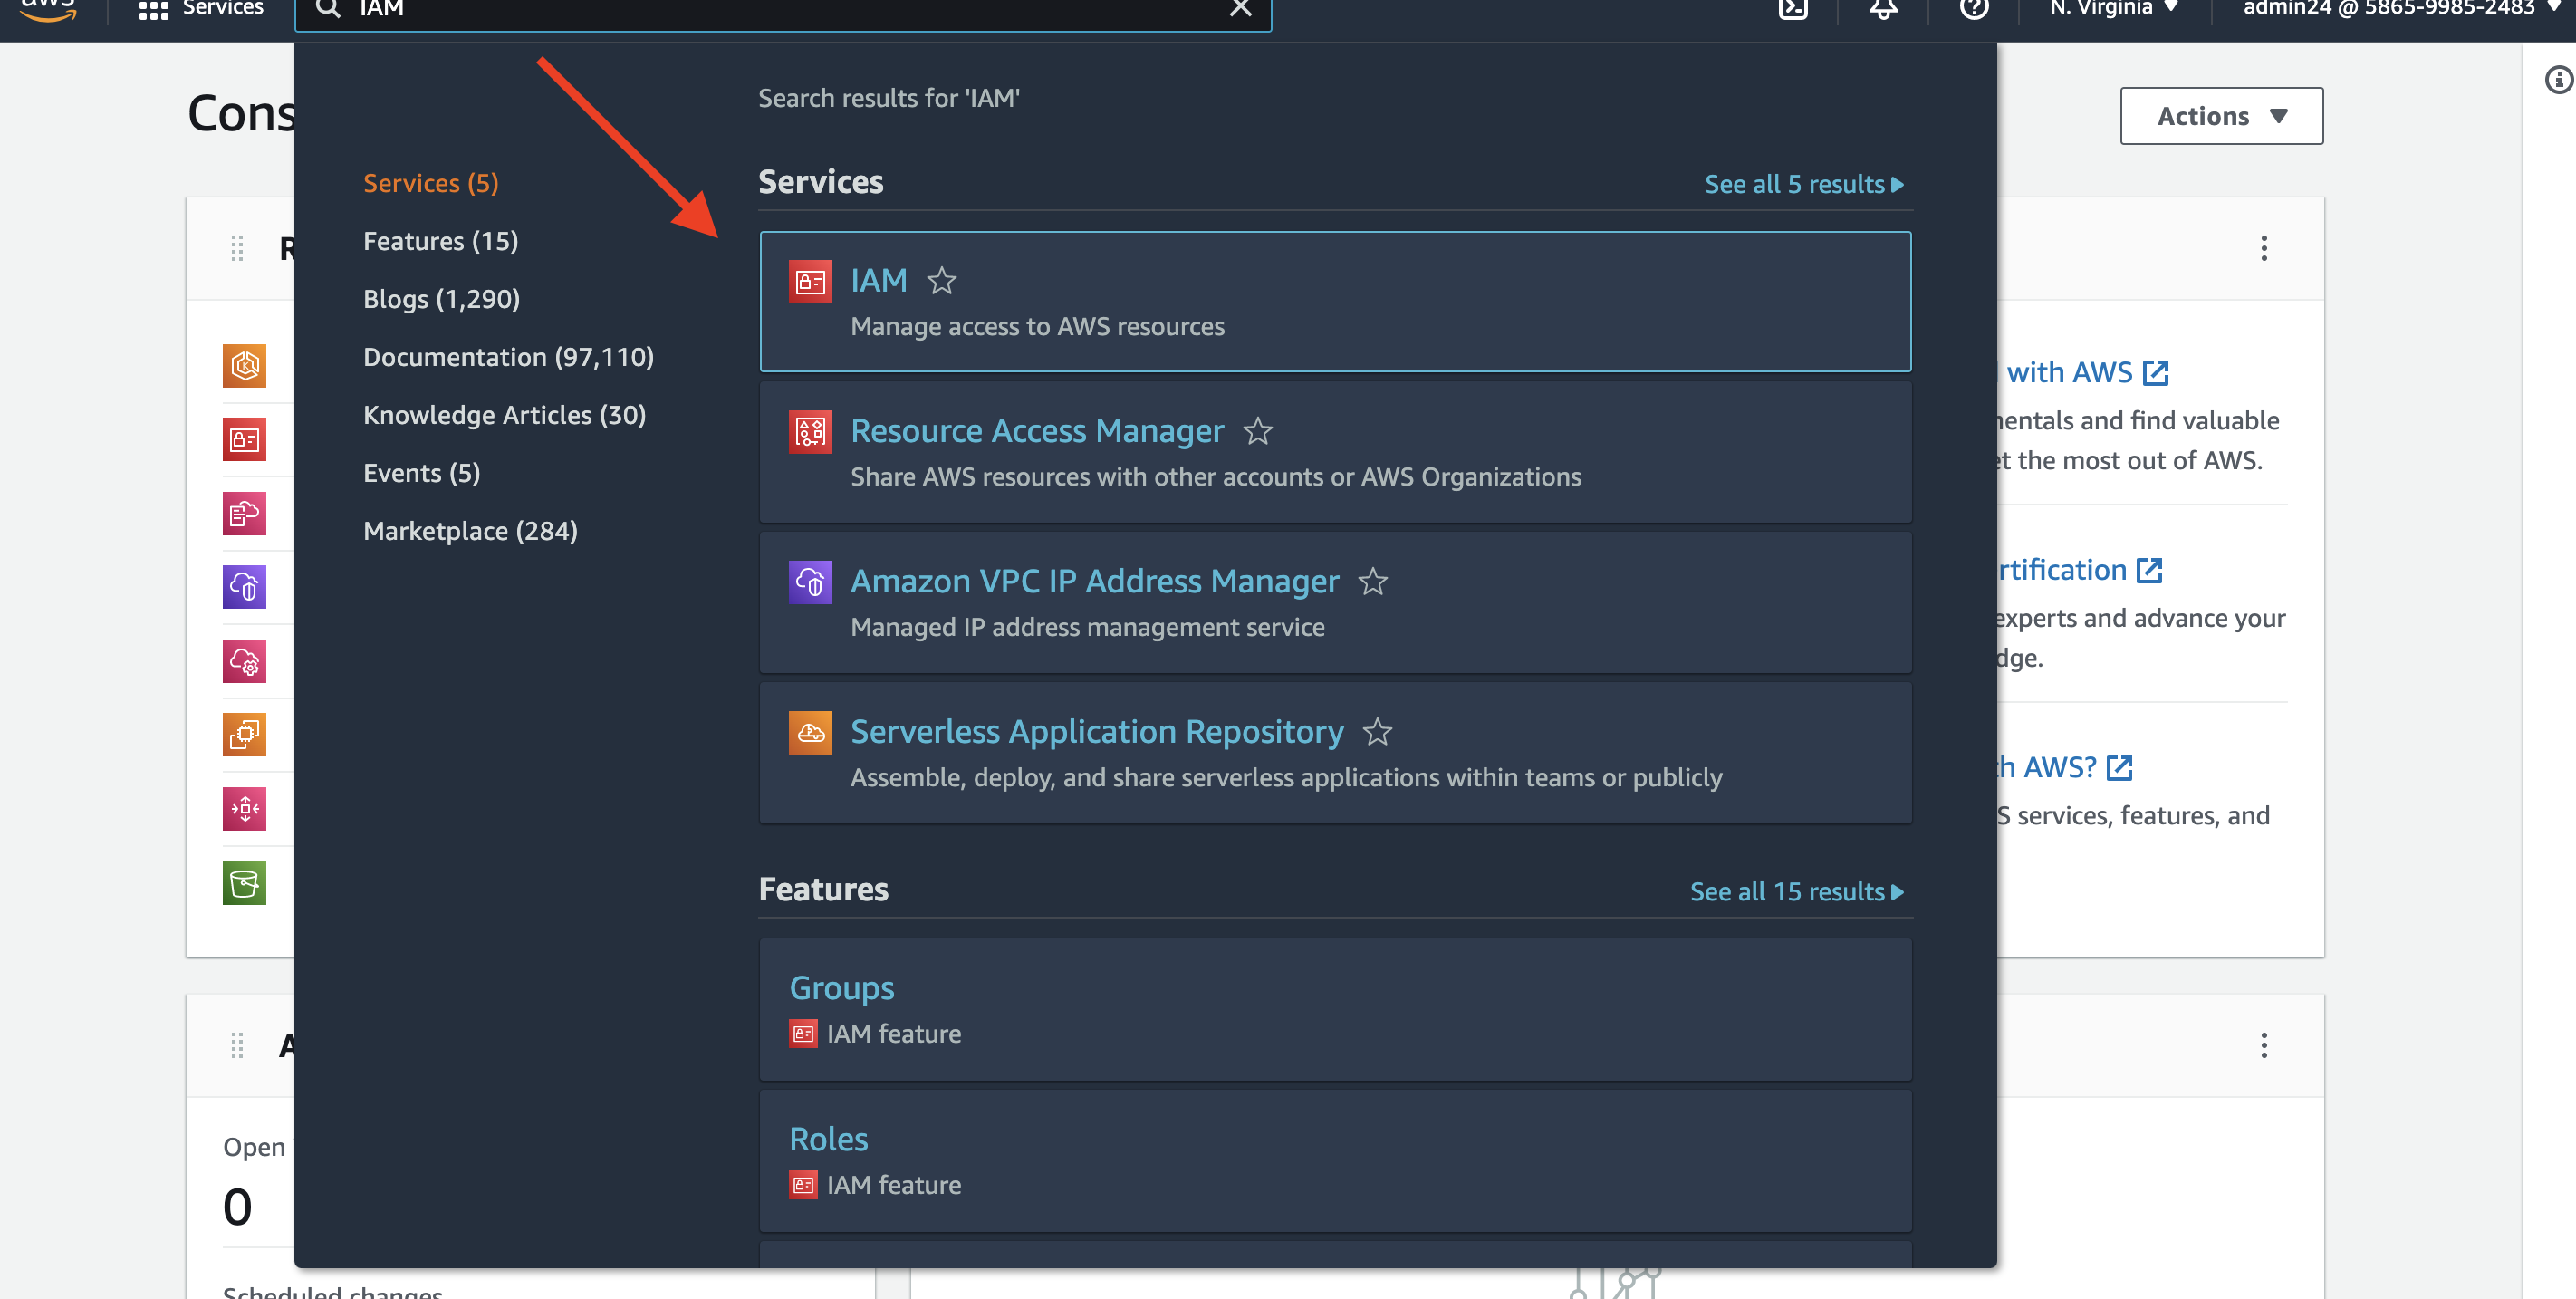 aws
Services
IAM
N. Virginia
admin24 @ 5865-9985-2483
Cons
Search results for 'IAM'
Actions
Services (5)
Features (15)
Blogs (1,290)
Documentation (97,110)
Knowledge Articles (30)
Events (5)
Marketplace (284)
Services
See all 5 results
IAM
Manage access to AWS resources
Resource Access Manager
Share AWS resources with other accounts or AWS Organizations
Amazon VPC IP Address Manager
Managed IP address management service
Serverless Application Repository
Assemble, deploy, and share serverless applications within teams or publicly
Features
See all 15 results
Groups
IAM feature
Roles
IAM feature
R
with AWS
entals and find valuable
et the most out of AWS.
rtification
experts and advance your
dge.
h AWS?
S services, features, and
A
Open
0
Scheduled changes